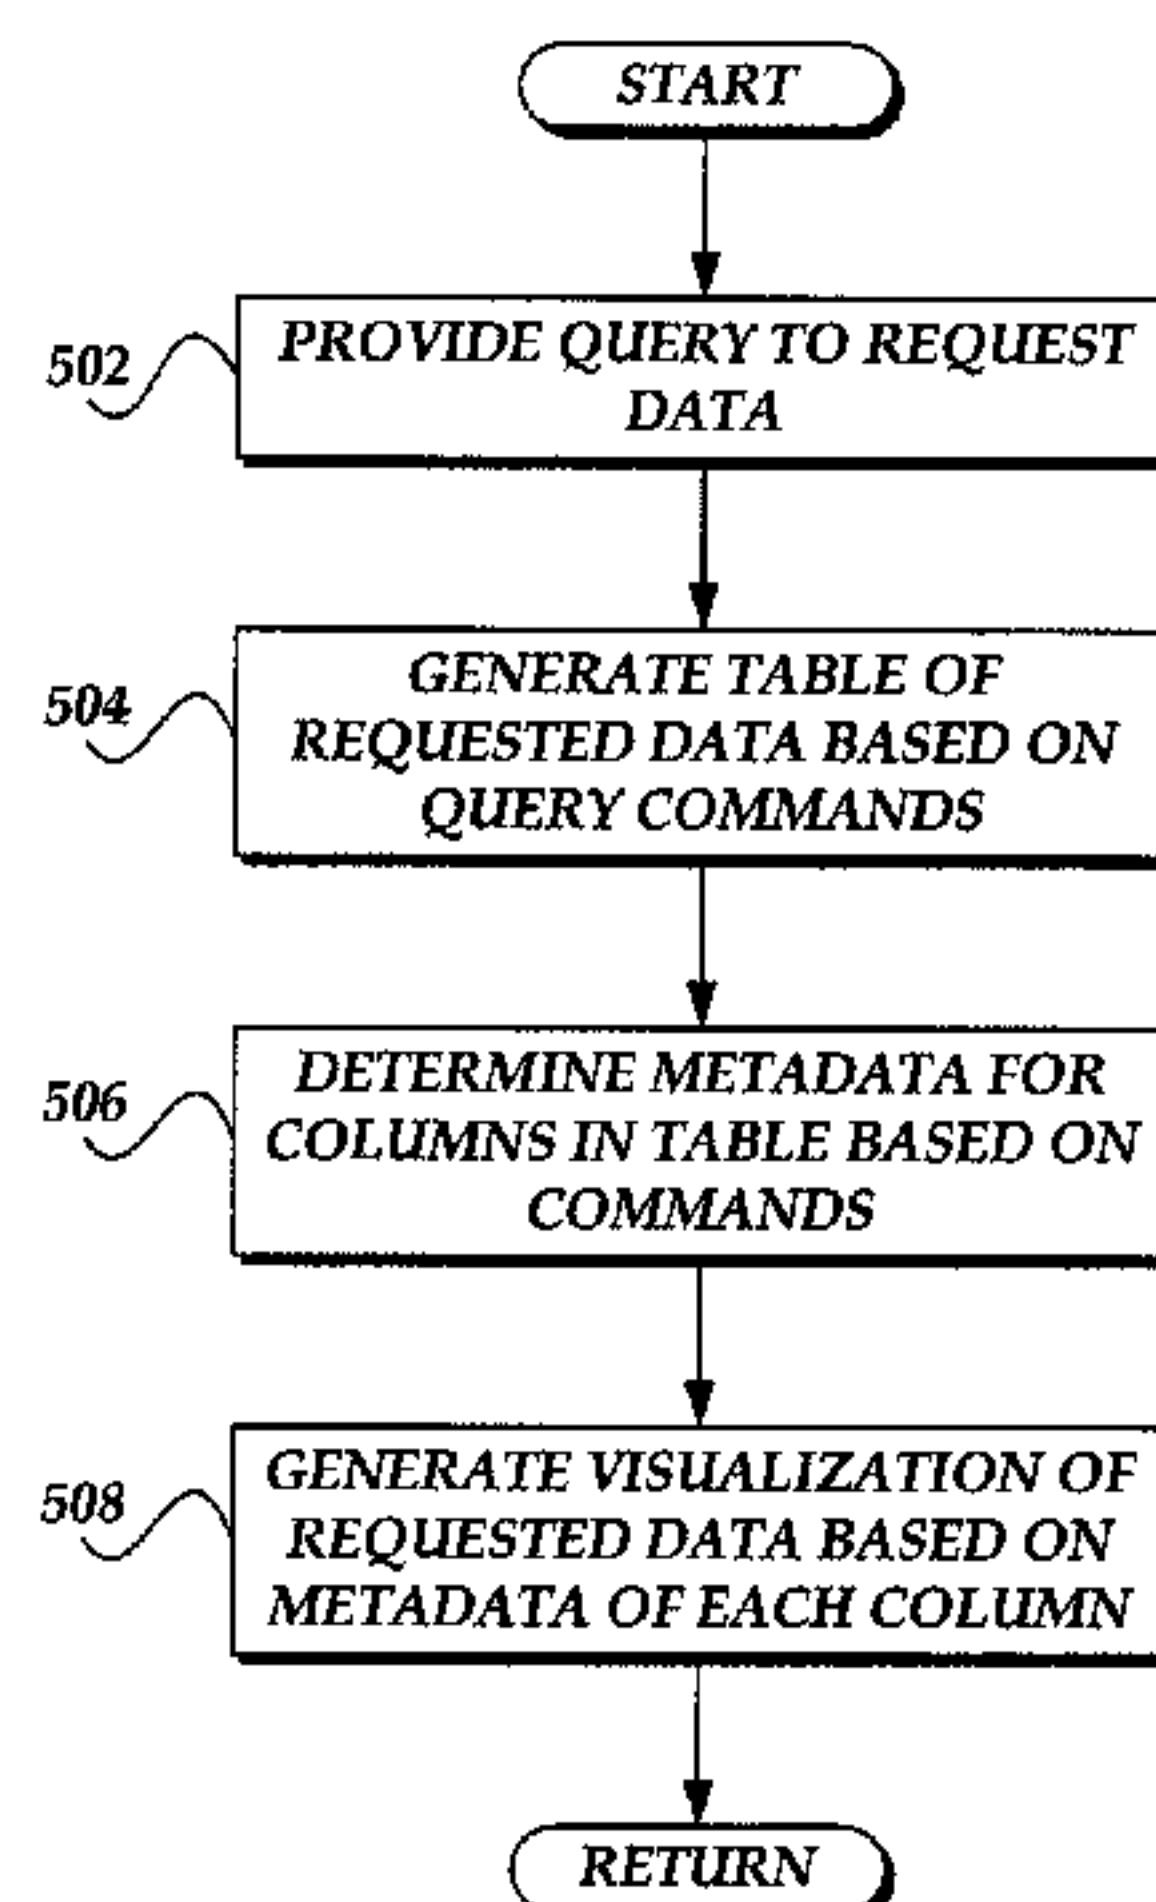 START
502
PROVIDE QUERY TO REQUEST
DATA
504
GENERATE TABLE OF
REQUESTED DATA BASED ON
QUERY COMMANDS
506
DETERMINE METADATA FOR
COLUMNS IN TABLE BASED ON
COMMANDS
508
GENERATE VISUALIZATION OF
REQUESTED DATA BASED ON
METADATA OF EACH COLUMN
RETURN